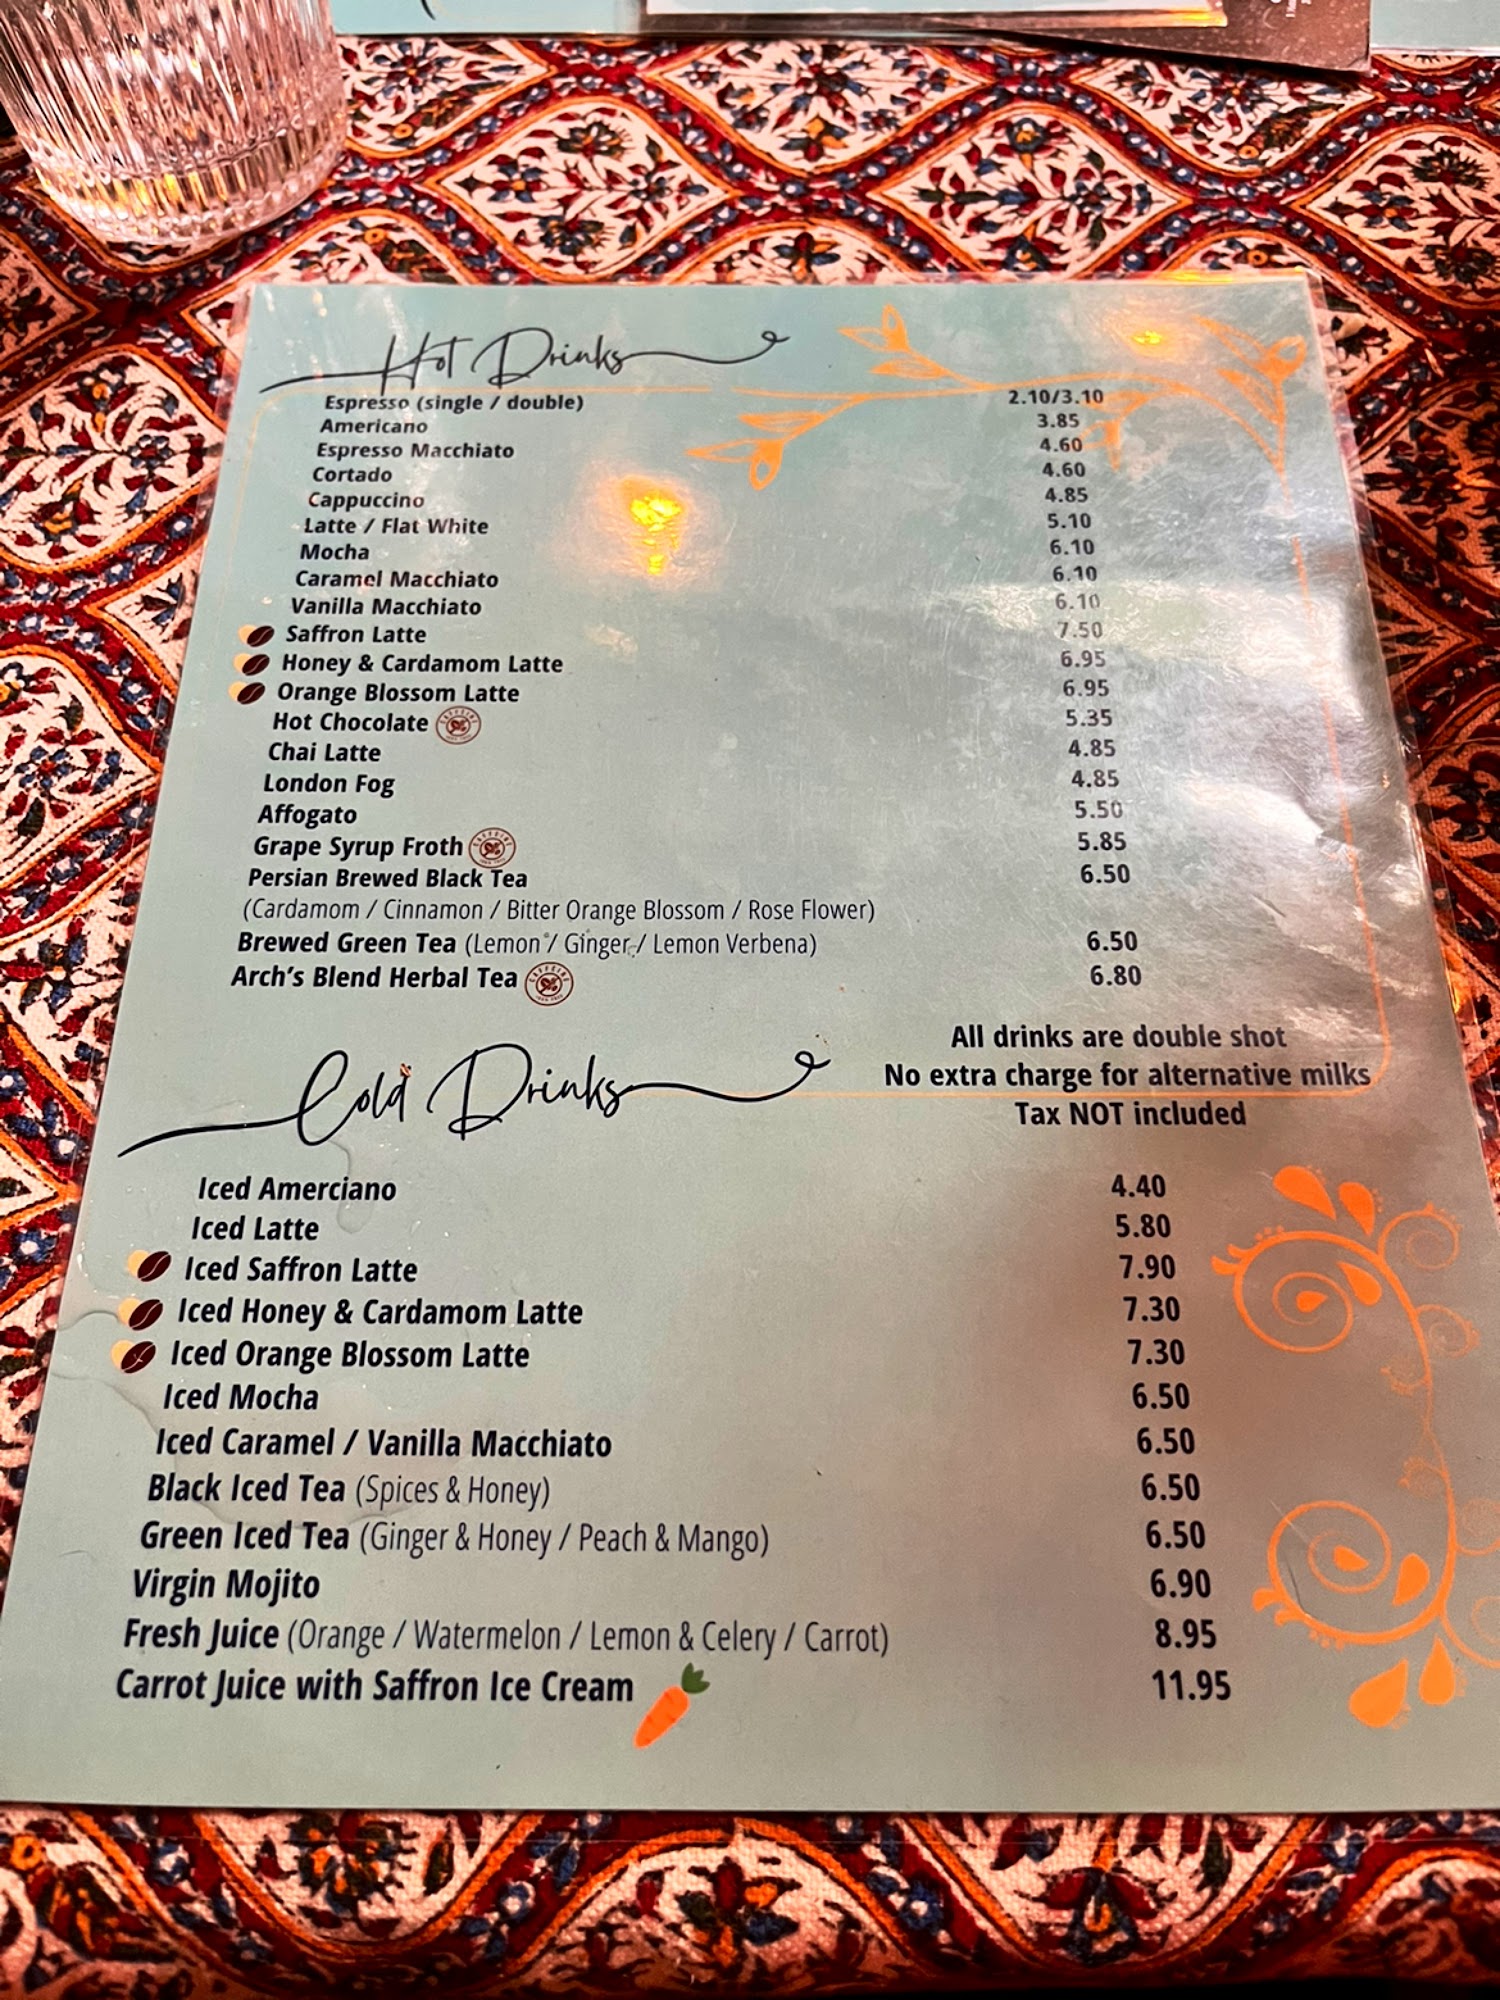 Hot Drinks
Espresso (single / double) 2.10/3.10
Americano 3.85
Espresso Macchiato 4.60
Cortado 4.60
Cappuccino 4.85
Latte / Flat White 5.10
Mocha 6.10
Caramel Macchiato 6.10
Vanilla Macchiato 6.10
Saffron Latte 7.50
Honey & Cardamom Latte 6.95
Orange Blossom Latte 6.95
Hot Chocolate 5.35
Chai Latte 4.85
London Fog 4.85
Affogato 5.50
Grape Syrup Froth 5.85
Persian Brewed Black Tea 6.50
(Cardamom / Cinnamon / Bitter Orange Blossom / Rose Flower)
Brewed Green Tea (Lemon / Ginger / Lemon Verbena) 6.50
Arch's Blend Herbal Tea 6.80
All drinks are double shot
No extra charge for alternative milks
Tax NOT included
Cold Drinks
Iced Amerciano 4.40
Iced Latte 5.80
Iced Saffron Latte 7.90
Iced Honey & Cardamom Latte 7.30
Iced Orange Blossom Latte 7.30
Iced Mocha 6.50
Iced Caramel / Vanilla Macchiato 6.50
Black Iced Tea (Spices & Honey) 6.50
Green Iced Tea (Ginger & Honey / Peach & Mango) 6.50
Virgin Mojito 6.90
Fresh Juice (Orange / Watermelon / Lemon & Celery / Carrot) 8.95
Carrot Juice with Saffron Ice Cream 11.95